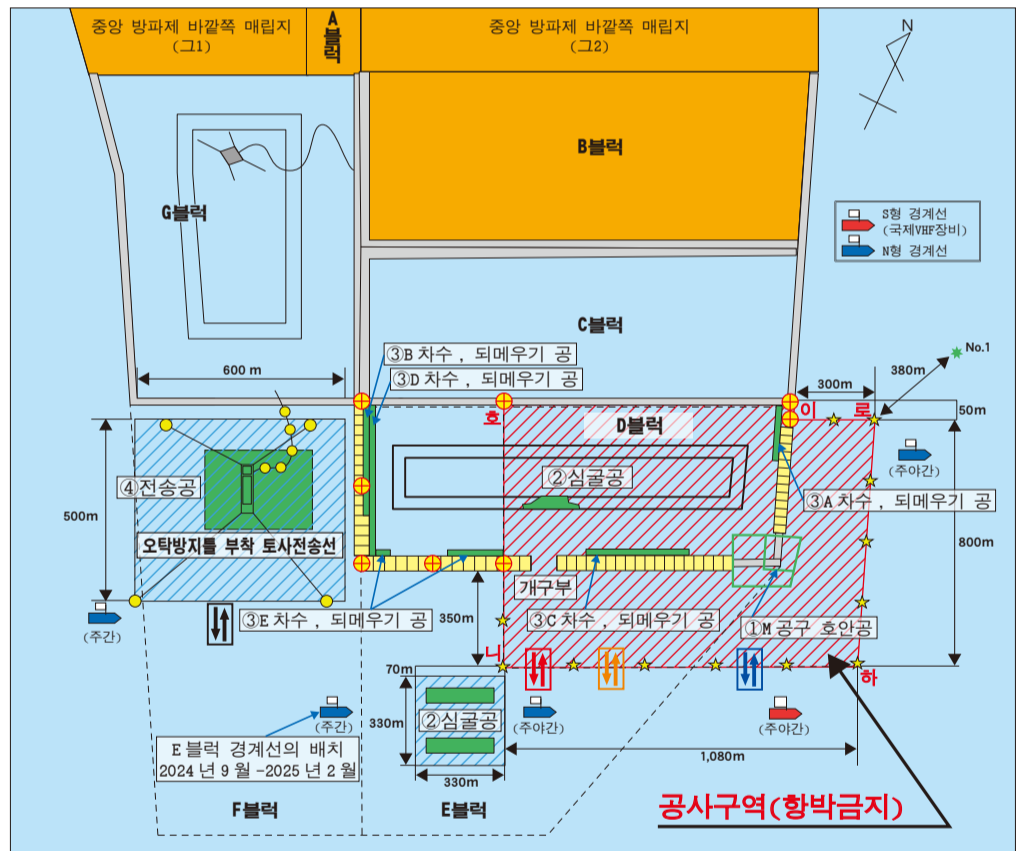 중앙 방파제 바깥쪽 매립지
(그1)
A블럭
중앙 방파제 바깥쪽 매립지
(그2)
N
B블럭
G블럭
S형 경계선
(국제VHF장비)
N형 경계선
C블럭
③B 차수 , 되메우기 공
③D 차수 , 되메우기 공
600 m
No.1
380m
300m
50m
이
로
호
D블럭
②심굴공
(주야간)
③A 차수 , 되메우기 공
④전송공
500m
오탁방지틀 부착 토사전송선
800m
개구부
③E 차수 , 되메우기 공
350m
③C 차수 , 되메우기 공
①M 공구 호안공
(주간)
니
하
70m
330m
②심굴공
(주간)
(주야간)
(주야간)
E블럭 경계선의 배치
2024 년 9 월 –2025 년 2 월
1,080m
330m
F블럭
E블럭
공사구역(항박금지)